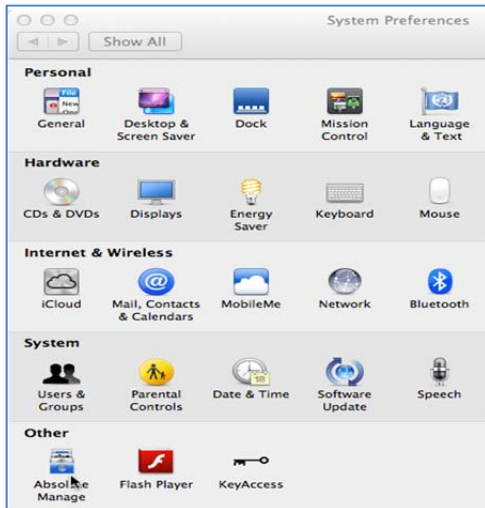 System Preferences
Show All
Personal
General Desktop & Screen Saver Dock Mission Control Language & Text
Hardware
CDs & DVDs Displays Energy Saver Keyboard Mouse
Internet & Wireless
iCloud Mail, Contacts & Calendars MobileMe Network Bluetooth
System
Users & Groups Parental Controls Date & Time Software Update Speech
Other
Absolute Manage Flash Player KeyAccess